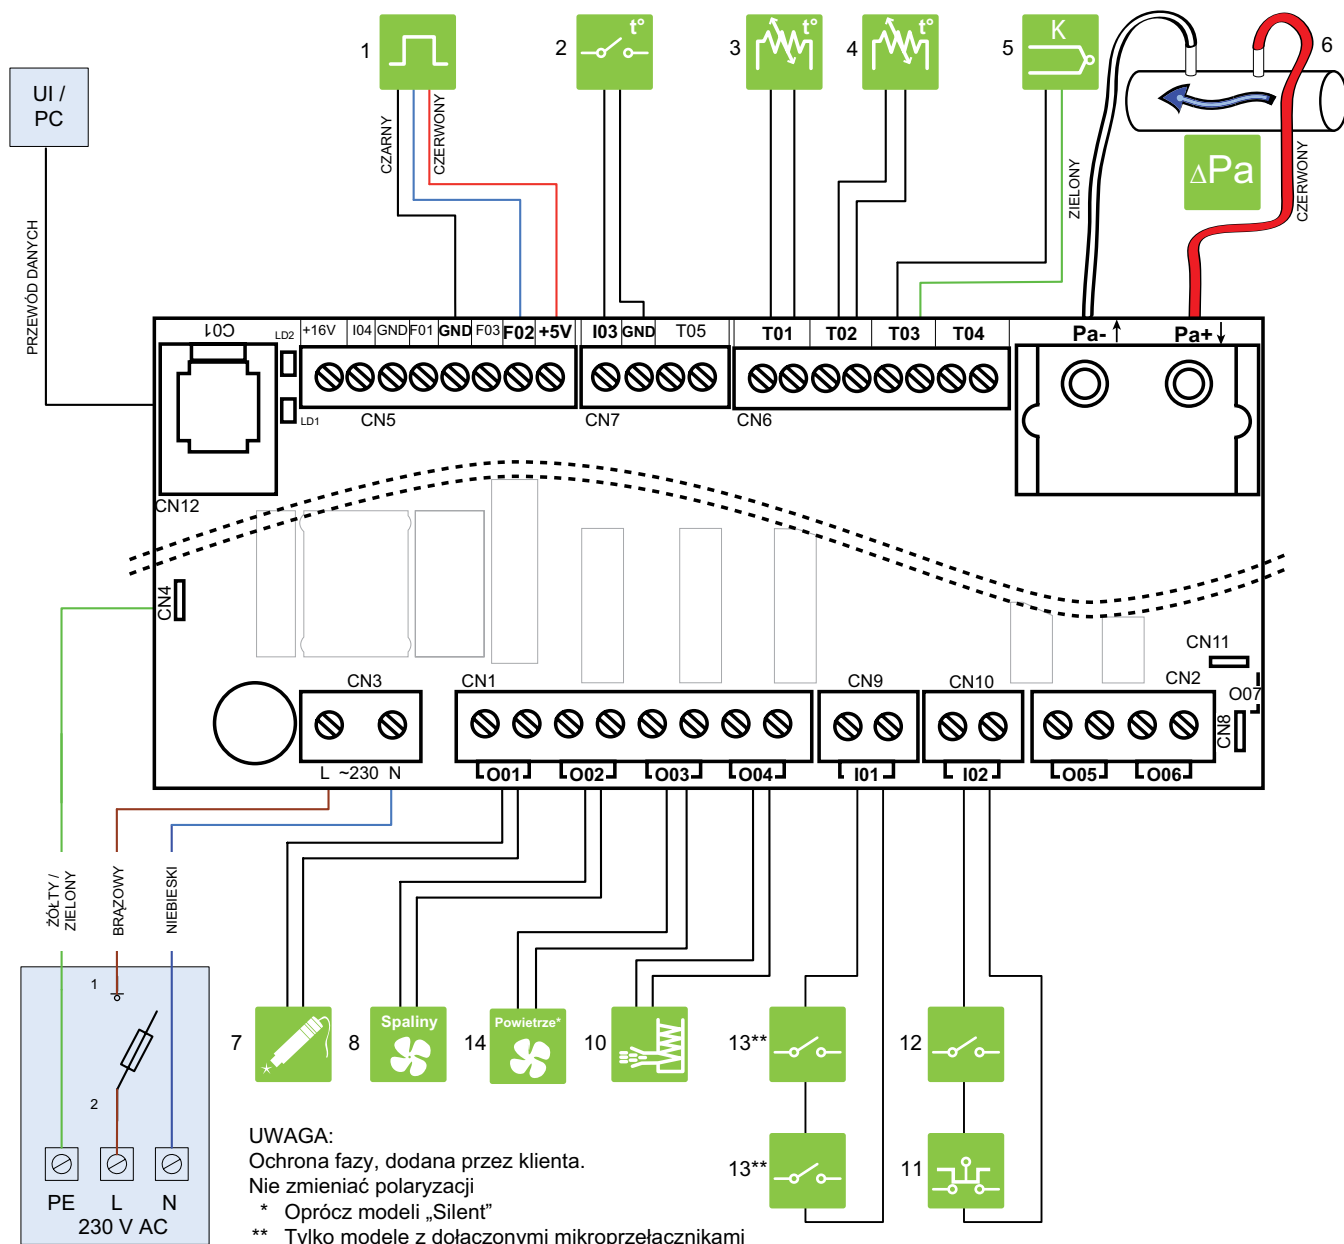 UI /
PC
PRZEWÓD DANYCH
1
CZARNY
CZERWONY
2
t°
3
t°
4
t°
5
K
ZIELONY
6
ΔPa
CZERWONY
C01
LD2
LD1
CN12
+16V I04 GND F01 GND F03 F02 +5V
CN5
I03 GND T05
CN7
T01 T02 T03 T04
CN6
Pa- Pa+
CN4
CN3
L ~230 N
CN1
O01 O02 O03 O04
CN9
I01
CN10
I02
CN11
CN2
O07
CN8
O05 O06
ŻÓŁTY /
ZIELONY
BRĄZOWY
NIEBIESKI
1
2
PE L N
230 V AC
7
8
Spaliny
14
Powietrze*
10
13**
12
13**
11
UWAGA:
Ochrona fazy, dodana przez klienta.
Nie zmieniać polaryzacji
* Oprócz modeli „Silent”
** Tylko modele z dołączonymi mikroprzełącznikami